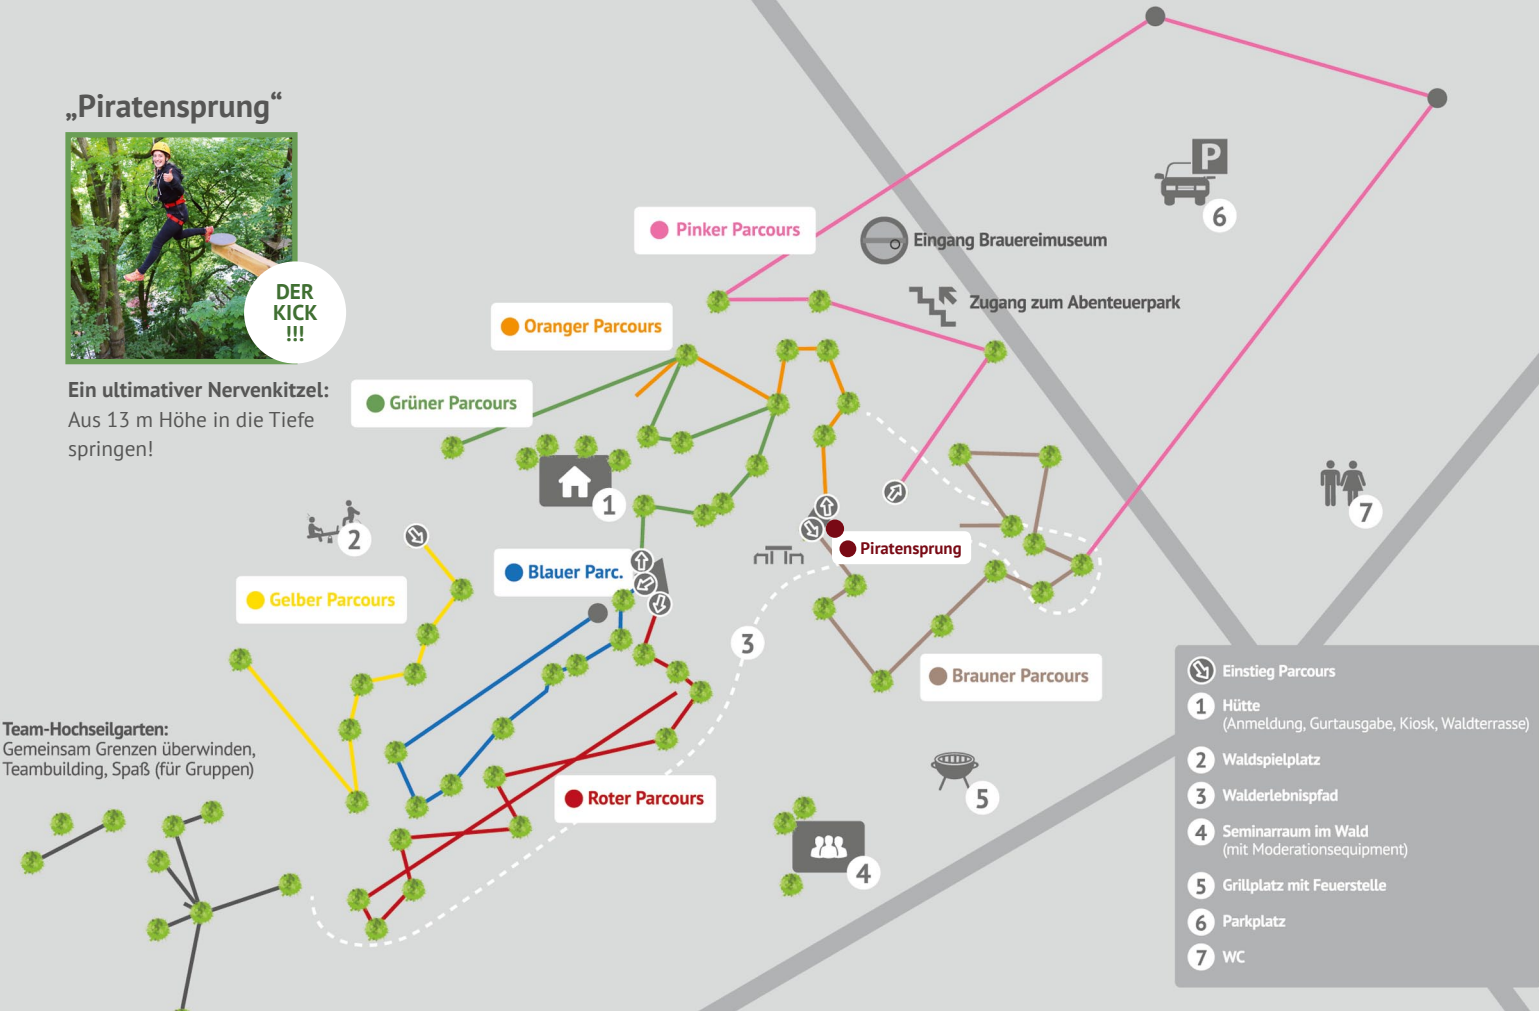 „Piratensprung“
DER
KICK
!!!
Ein ultimativer Nervenkitzel:
Aus 13 m Höhe in die Tiefe
springen!
P
6
Pinker Parcours
Eingang Brauereimuseum
Zugang zum Abenteuerpark
Oranger Parcours
Grüner Parcours
1
2
7
Piratensprung
Blauer Parc.
Gelber Parcours
3
Brauner Parcours
Team-Hochseilgarten:
Gemeinsam Grenzen überwinden,
Teambuilding, Spaß (für Gruppen)
Roter Parcours
5
4
Einstieg Parcours
1 Hütte
(Anmeldung, Gurtausgabe, Kiosk, Waldterrasse)
2 Waldspielplatz
3 Walderlebnispfad
4 Seminarraum im Wald
(mit Moderationsequipment)
5 Grillplatz mit Feuerstelle
6 Parkplatz
7 WC